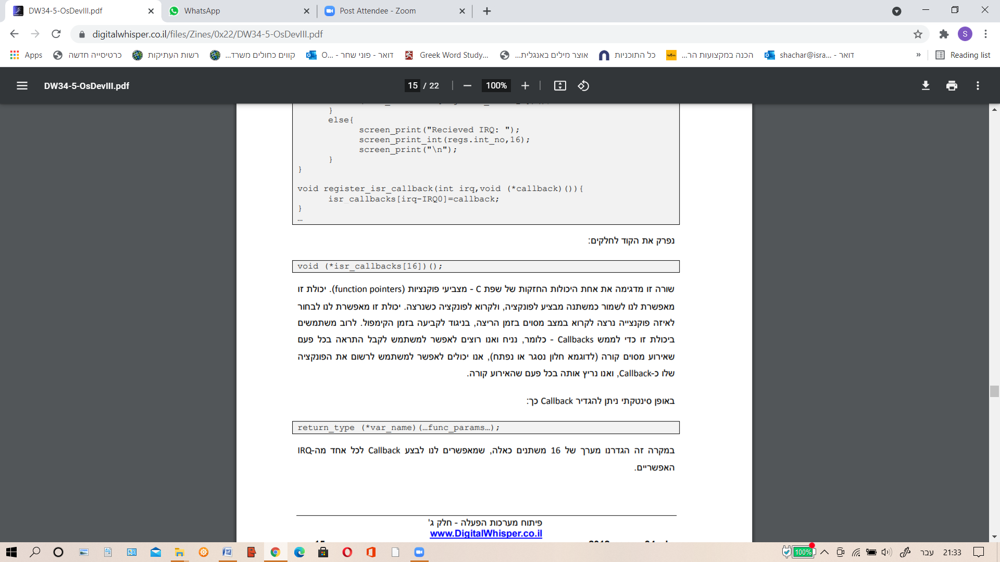 DW34-5-OsDevIII.pdf
WhatsApp
Post Attendee - Zoom
digitalwhisper.co.il/files/Zines/0x22/DW34-5-OsDevIII.pdf
S
Apps
כרטיסייה חדשה
רשות העתיקות
קווים כחולים משרד...
דואר - פוני שחר - O...
Greek Word Study...
אוצר מילים באנגלית...
כל התוכניות
הכנה במקצועות הר...
דואר - shachar@isra...
»
Reading list
DW34-5-OsDevIII.pdf
15 / 22
100%
}
else{
screen_print("Recieved IRQ: ");
screen_print_int(regs.int_no,16);
screen_print("\n");
}
}
void register_isr_callback(int irq,void (*callback)()){
isr_callbacks[irq-IRQ0]=callback;
}
…
נפרק את הקוד לחלקים:
void (*isr_callbacks[16])();
שורה זו מדגימה את אחת היכולות החזקות של שפת C - מצביעי פוקנציות (function pointers). יכולת זו
מאפשרת לנו לשמור כמשתנה מבציע לפונקציה, ולקרוא לפונקציה כשנרצה. יכולת זו מאפשרת לנו לבחור
לאיזה פוקנצייה נרצה לקרוא במצב מסוים בזמן הריצה, בניגוד לקביעה בזמן הקימפול. לרוב משתמשים
ביכולת זו כדי לממש Callbacks - כלומר, נניח ואנו רוצים לאפשר למשתמש לקבל התראה בכל פעם
שאירוע מסוים קורה (לדוגמא חלון נסגר או נפתח), אנו יכולים לאפשר למשתמש לרשום את הפונקציה
שלו כ-Callback, ואנו נריץ אותה בכל פעם שהאירוע קורה.
באופן סינטקתי ניתן להגדיר Callback כך:
return_type (*var_name)(…func_params…);
במקרה זה הגדרנו מערך של 16 משתנים כאלה, שמאפשרים לנו לבצע Callback לכל אחד מה-IRQ
האפשריים.
פיתוח מערכות הפעלה - חלק ג'
www.DigitalWhisper.co.il
100%
עבר
21:33